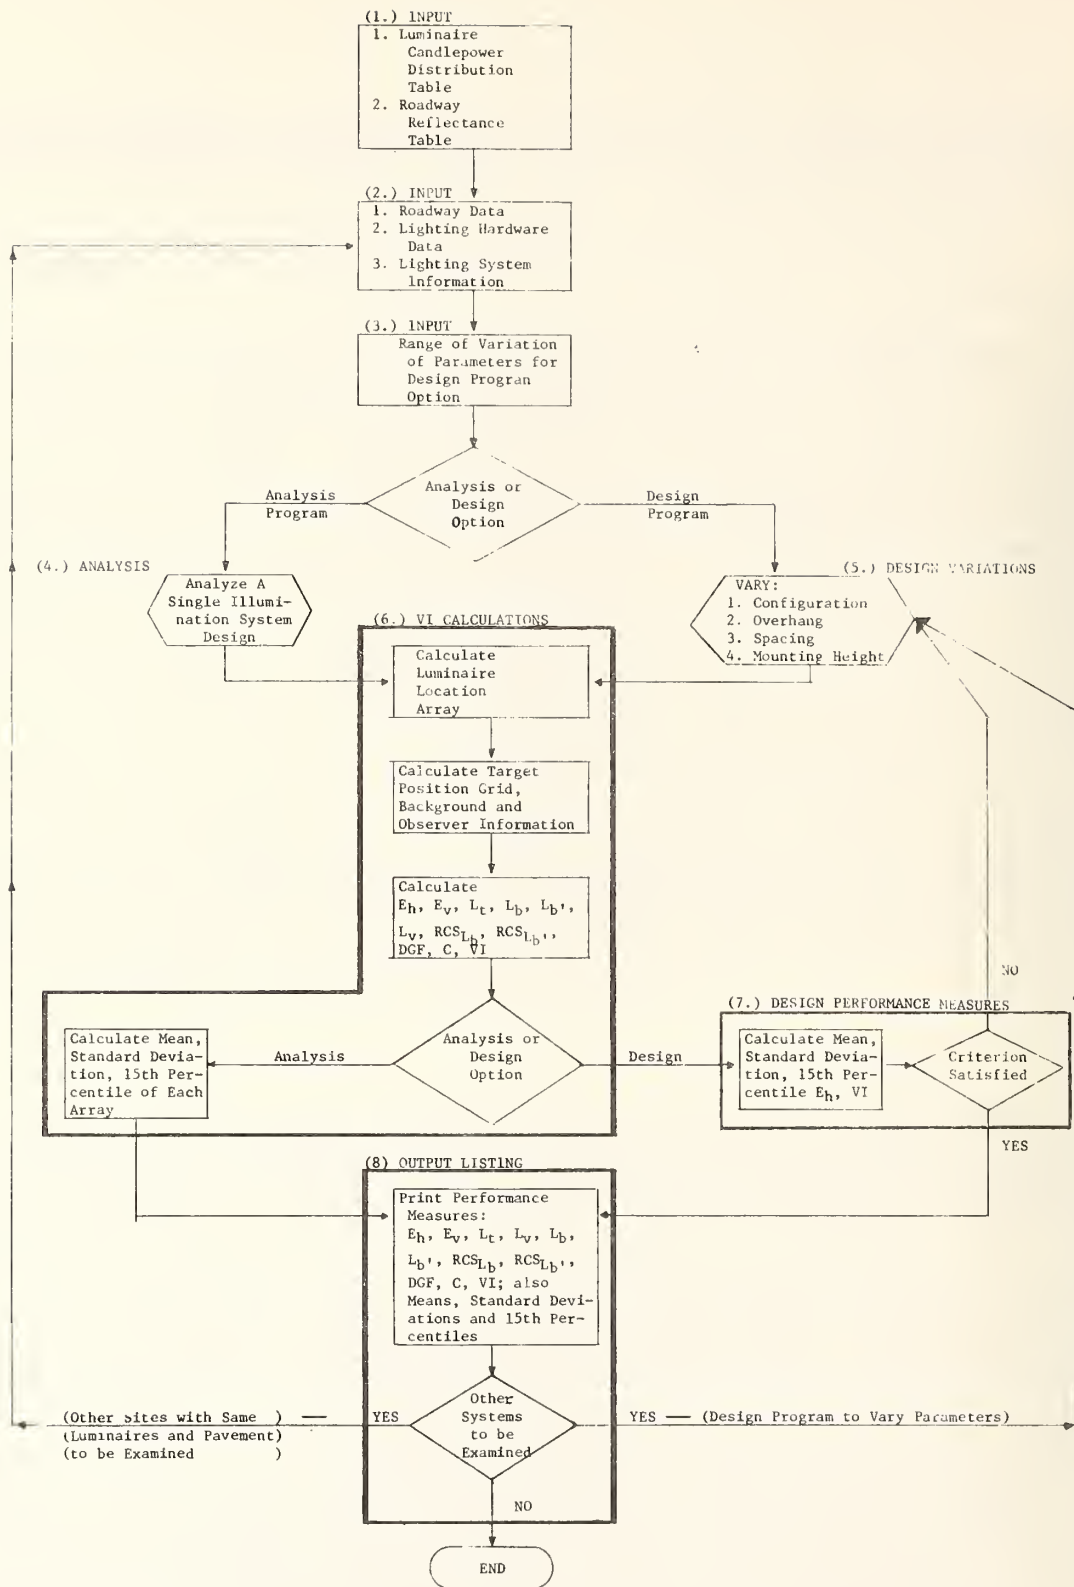 (1.) INPUT
1. Luminaire
Candlepower
Distribution
Table
2. Roadway
Reflectance
Table
(2.) INPUT
1. Roadway Data
2. Lighting Hardware
Data
3. Lighting System
Information
(3.) INPUT
Range of Variation
of Parameters for
Design Progran
Option
Analysis or
Design
Option
Analysis
Program
Design
Program
(4.) ANALYSIS
Analyze A
Single Illumi-
nation System
Design
(5.) DESIGN VARIATIONS
VARY:
1. Configuration
2. Overhang
3. Spacing
4. Mounting Height
(6.) VI CALCULATIONS
Calculate
Luminaire
Location
Array
Calculate Target
Position Grid,
Background and
Observer Information
Calculate
Eh, Ev, Lt, Lb, Lb',
Lv, RCSLb, RCSLb',
DGF, C, VI
Analysis or
Design
Option
Analysis
Design
Calculate Mean,
Standard Devia-
tion, 15th Per-
centile of Each
Array
(7.) DESIGN PERFORMANCE MEASURES
Calculate Mean,
Standard Devia-
tion, 15th Per-
centile Eh, VI
Criterion
Satisfied
NO
YES
(8) OUTPUT LISTING
Print Performance
Measures:
Eh, Ev, Lt, Lv, Lb,
Lb', RCSLb, RCSLb',
DGF, C, VI; also
Means, Standard Devi-
ations and 15th Per-
centiles
Other
Systems
to be
Examined
(Other Sites with Same )
(Luminaires and Pavement)
(to be Examined )
— YES
YES — (Design Program to Vary Parameters)
NO
END